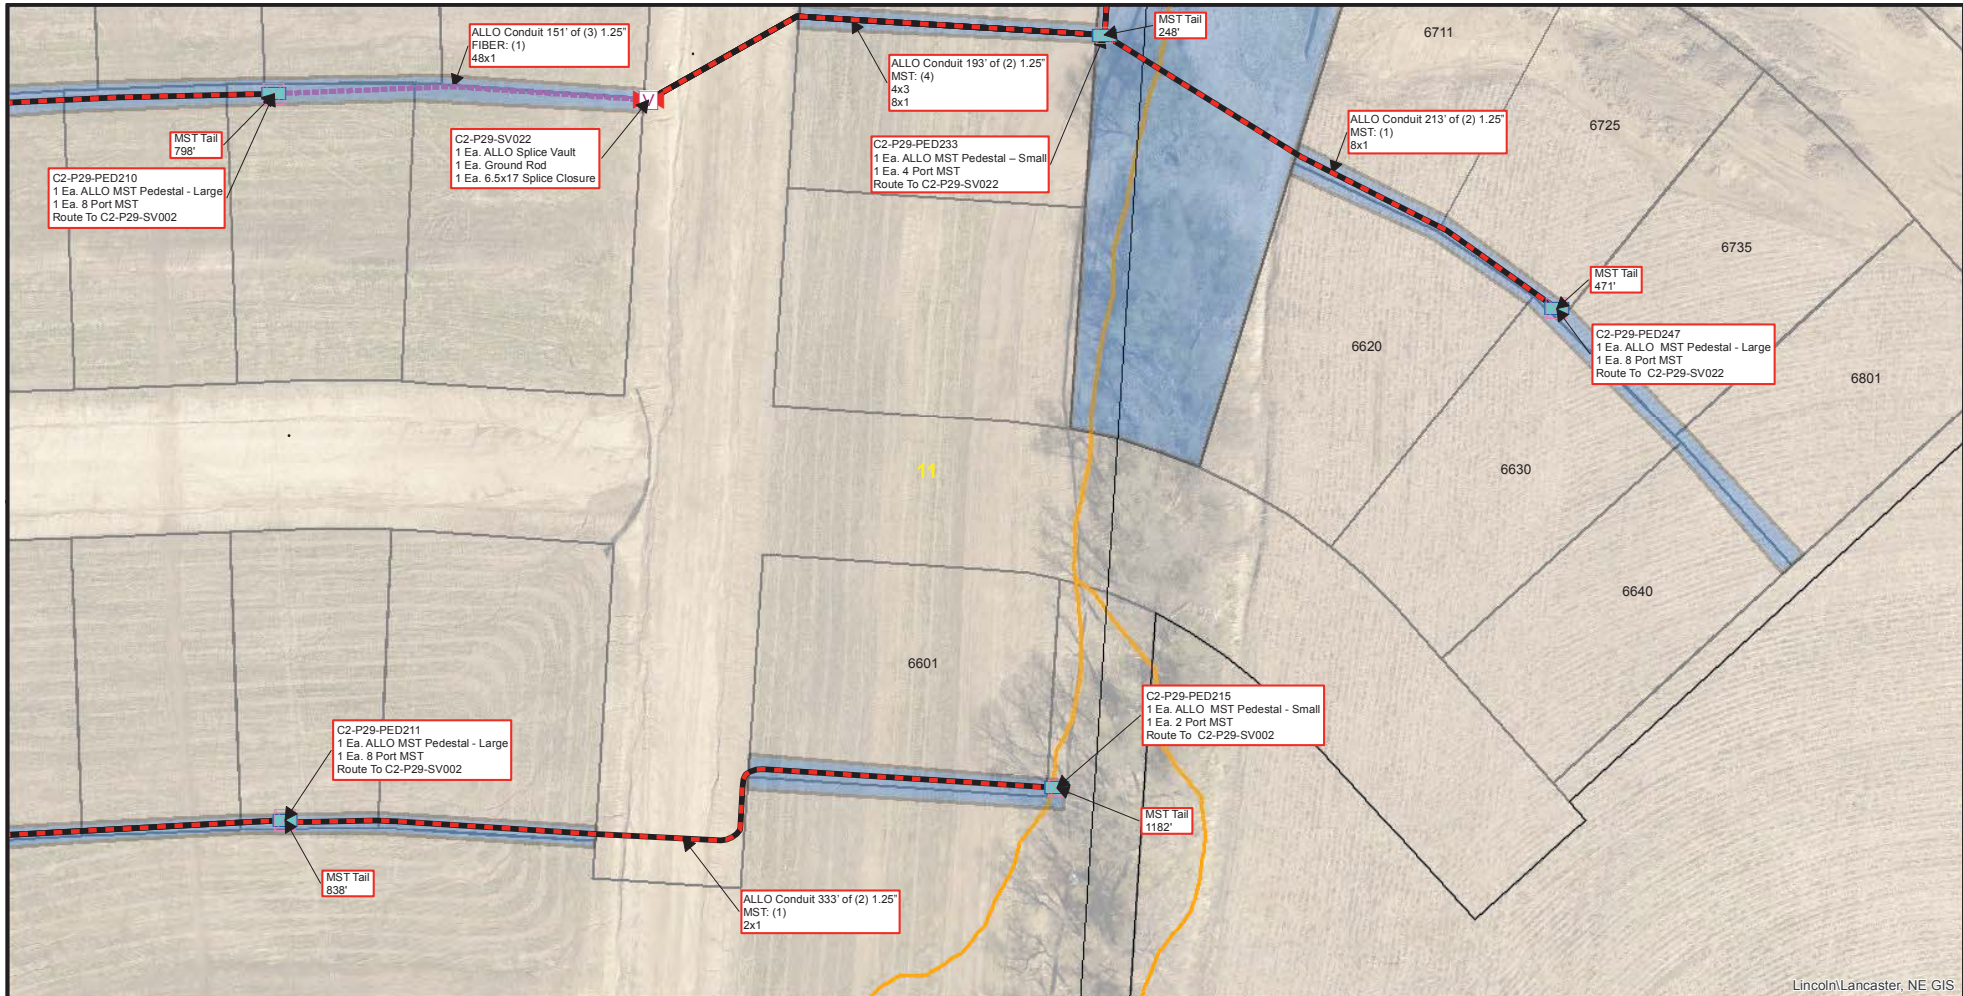 ALLO Conduit 151' of (3) 1.25"
FIBER: (1)
48x1
MST Tail
248'
6711
ALLO Conduit 193' of (2) 1.25"
MST: (4)
4x3
8x1
ALLO Conduit 213' of (2) 1.25"
MST: (1)
8x1
6725
MST Tail
798'
V
C2-P29-SV022
1 Ea. ALLO Splice Vault
1 Ea. Ground Rod
1 Ea. 6.5x17 Splice Closure
C2-P29-PED233
1 Ea. ALLO MST Pedestal – Small
1 Ea. 4 Port MST
Route To C2-P29-SV022
C2-P29-PED210
1 Ea. ALLO MST Pedestal - Large
1 Ea. 8 Port MST
Route To C2-P29-SV002
6735
MST Tail
471'
C2-P29-PED247
1 Ea. ALLO  MST Pedestal - Large
1 Ea. 8 Port MST
Route To  C2-P29-SV022
6620
6801
11
6630
6640
6601
C2-P29-PED215
1 Ea. ALLO  MST Pedestal - Small
1 Ea. 2 Port MST
Route To  C2-P29-SV002
C2-P29-PED211
1 Ea. ALLO MST Pedestal - Large
1 Ea. 8 Port MST
Route To C2-P29-SV002
MST Tail
1182'
MST Tail
838'
ALLO Conduit 333' of (2) 1.25"
MST: (1)
2x1
Lincoln\Lancaster, NE GIS